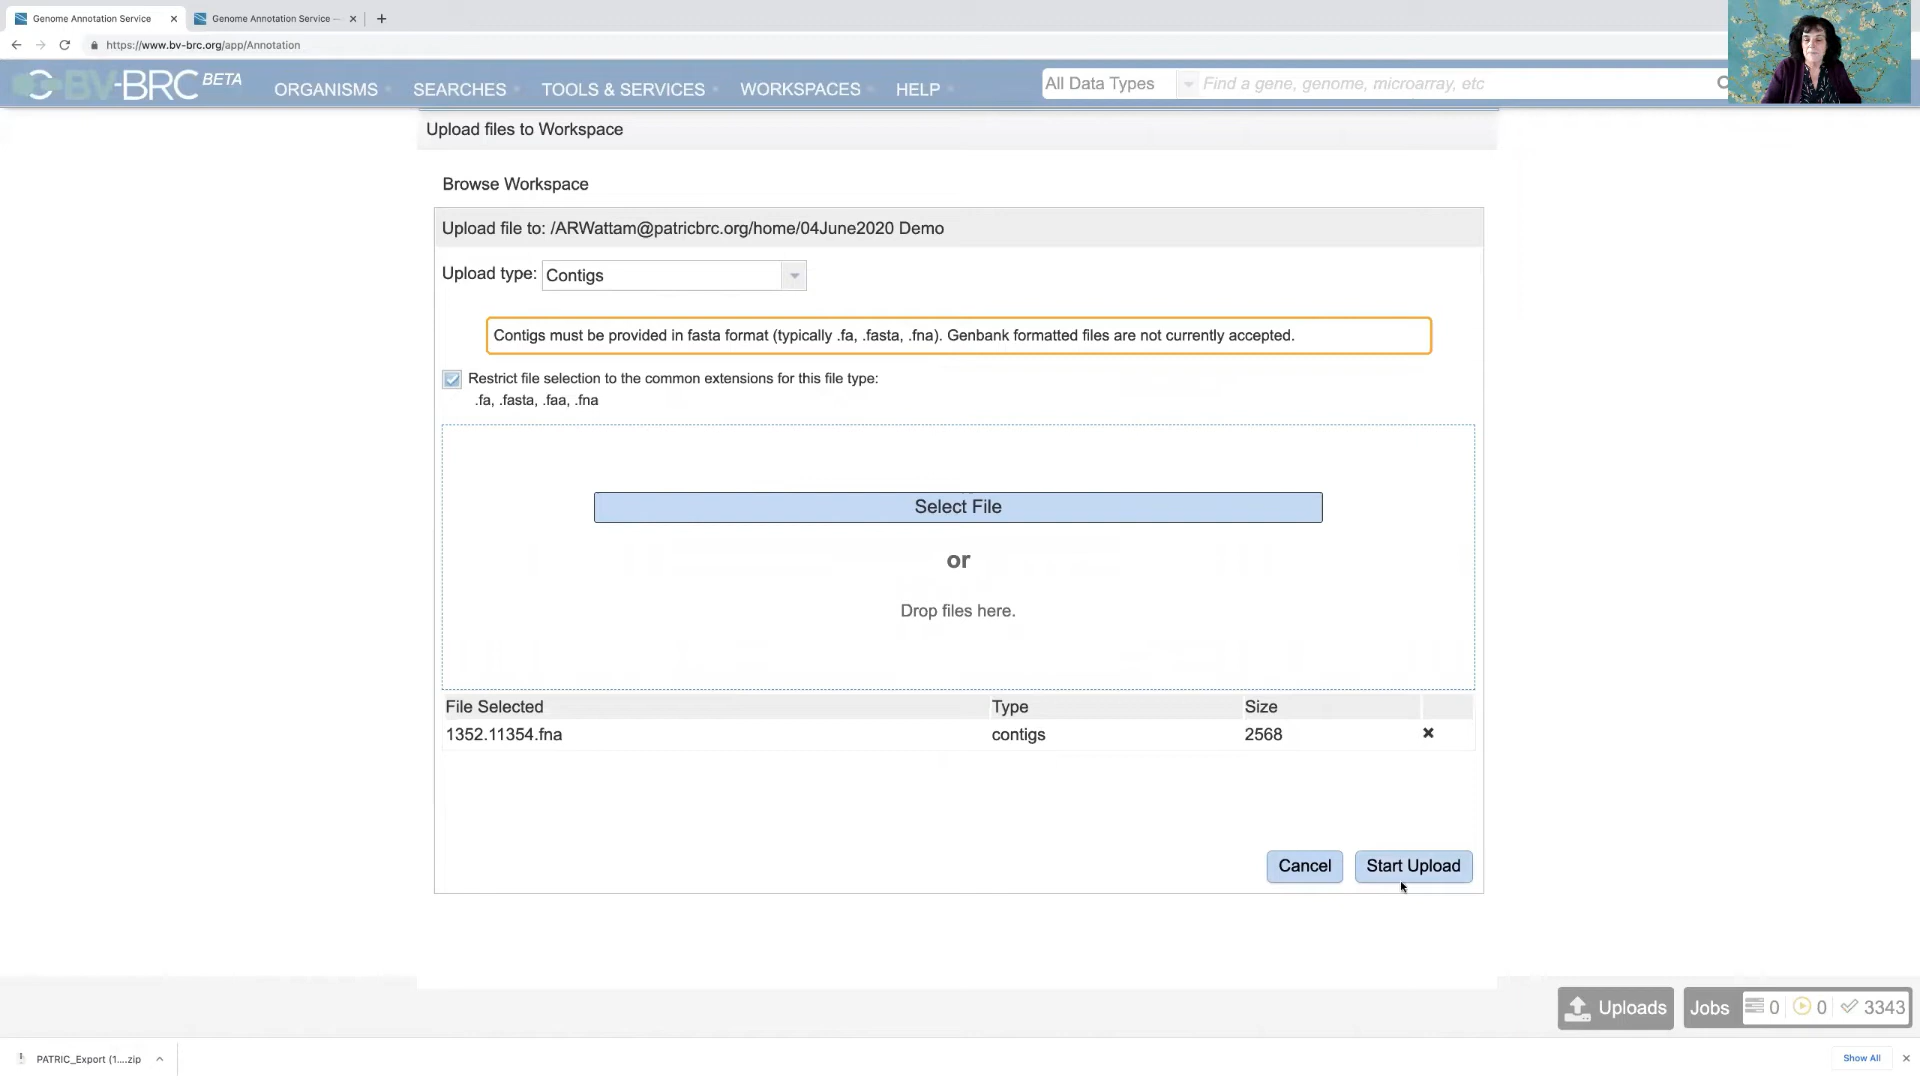 Genome Annotation Service
Genome Annotation Service —
https://www.bv-brc.org/app/Annotation
BV-BRC BETA
ORGANISMS
SEARCHES
TOOLS & SERVICES
WORKSPACES
HELP
All Data Types
Find a gene, genome, microarray, etc
Upload files to Workspace
Browse Workspace
Upload file to: /ARWattam@patricbrc.org/home/04June2020 Demo
Upload type: Contigs
Contigs must be provided in fasta format (typically .fa, .fasta, .fna). Genbank formatted files are not currently accepted.
Restrict file selection to the common extensions for this file type:
.fa, .fasta, .faa, .fna
Select File
or
Drop files here.
File Selected Type Size
1352.11354.fna contigs 2568
Cancel
Start Upload
Uploads
Jobs 0 0 3343
PATRIC_Export (1....zip
Show All